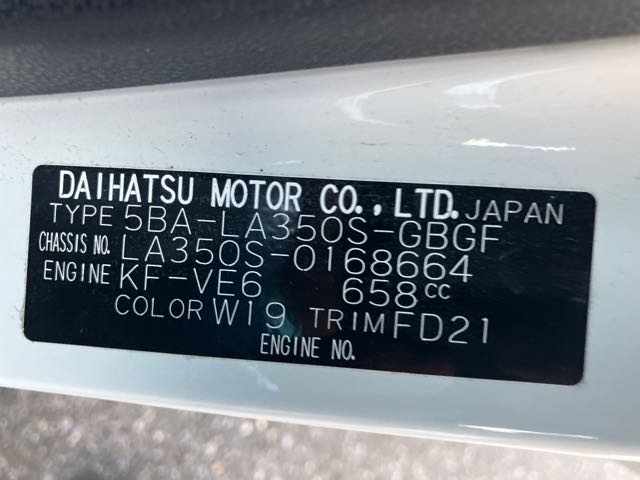 DAIHATSU MOTOR CO., LTD. JAPAN
TYPE 5BA-LA350S-GBGF
CHASSIS NO. LA350S-0168664
ENGINE KF-VE6 658cc
COLOR W19 TRIM FD21
ENGINE NO.